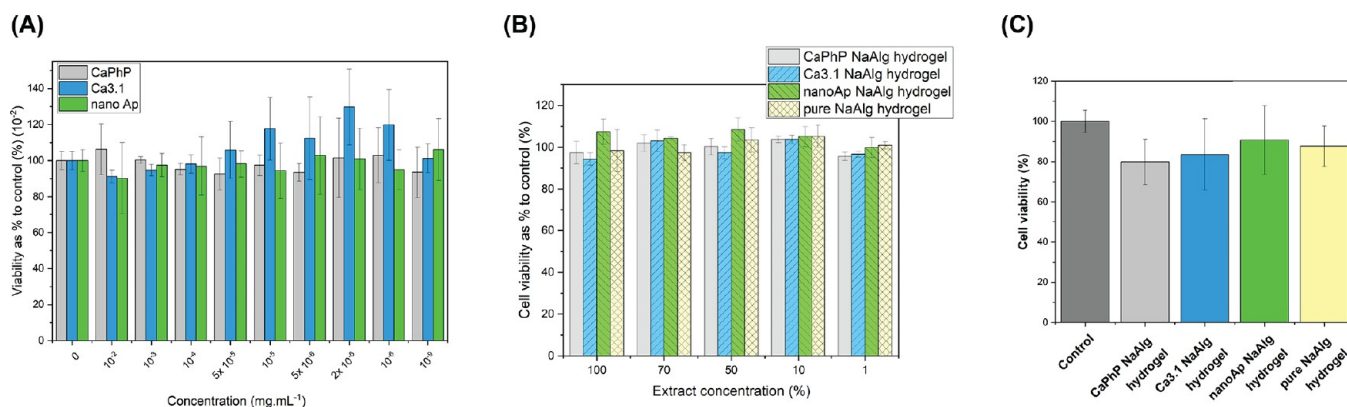 (A)
CaPhP
Ca3.1
nano Ap
Viability as % to control (%) (10⁻²)
140
120
100
80
60
40
20
0
0 10⁻² 10⁻³ 10⁻⁴ 5x 10⁻⁵ 10⁻⁵ 5x 10⁻⁶ 2x 10⁻⁶ 10⁻⁶ 10⁻⁹
Concentration (mg.mL⁻¹)
(B)
CaPhP NaAlg hydrogel
Ca3.1 NaAlg hydrogel
nanoAp NaAlg hydrogel
pure NaAlg hydrogel
Cell viability as % to control (%)
120
100
80
60
40
20
0
100 70 50 10 1
Extract concentration (%)
(C)
Cell viability (%)
120
100
80
60
40
20
0
Control
CaPhP NaAlg
hydrogel
Ca3.1 NaAlg
hydrogel
nanoAp NaAlg
hydrogel
pure NaAlg
hydrogel